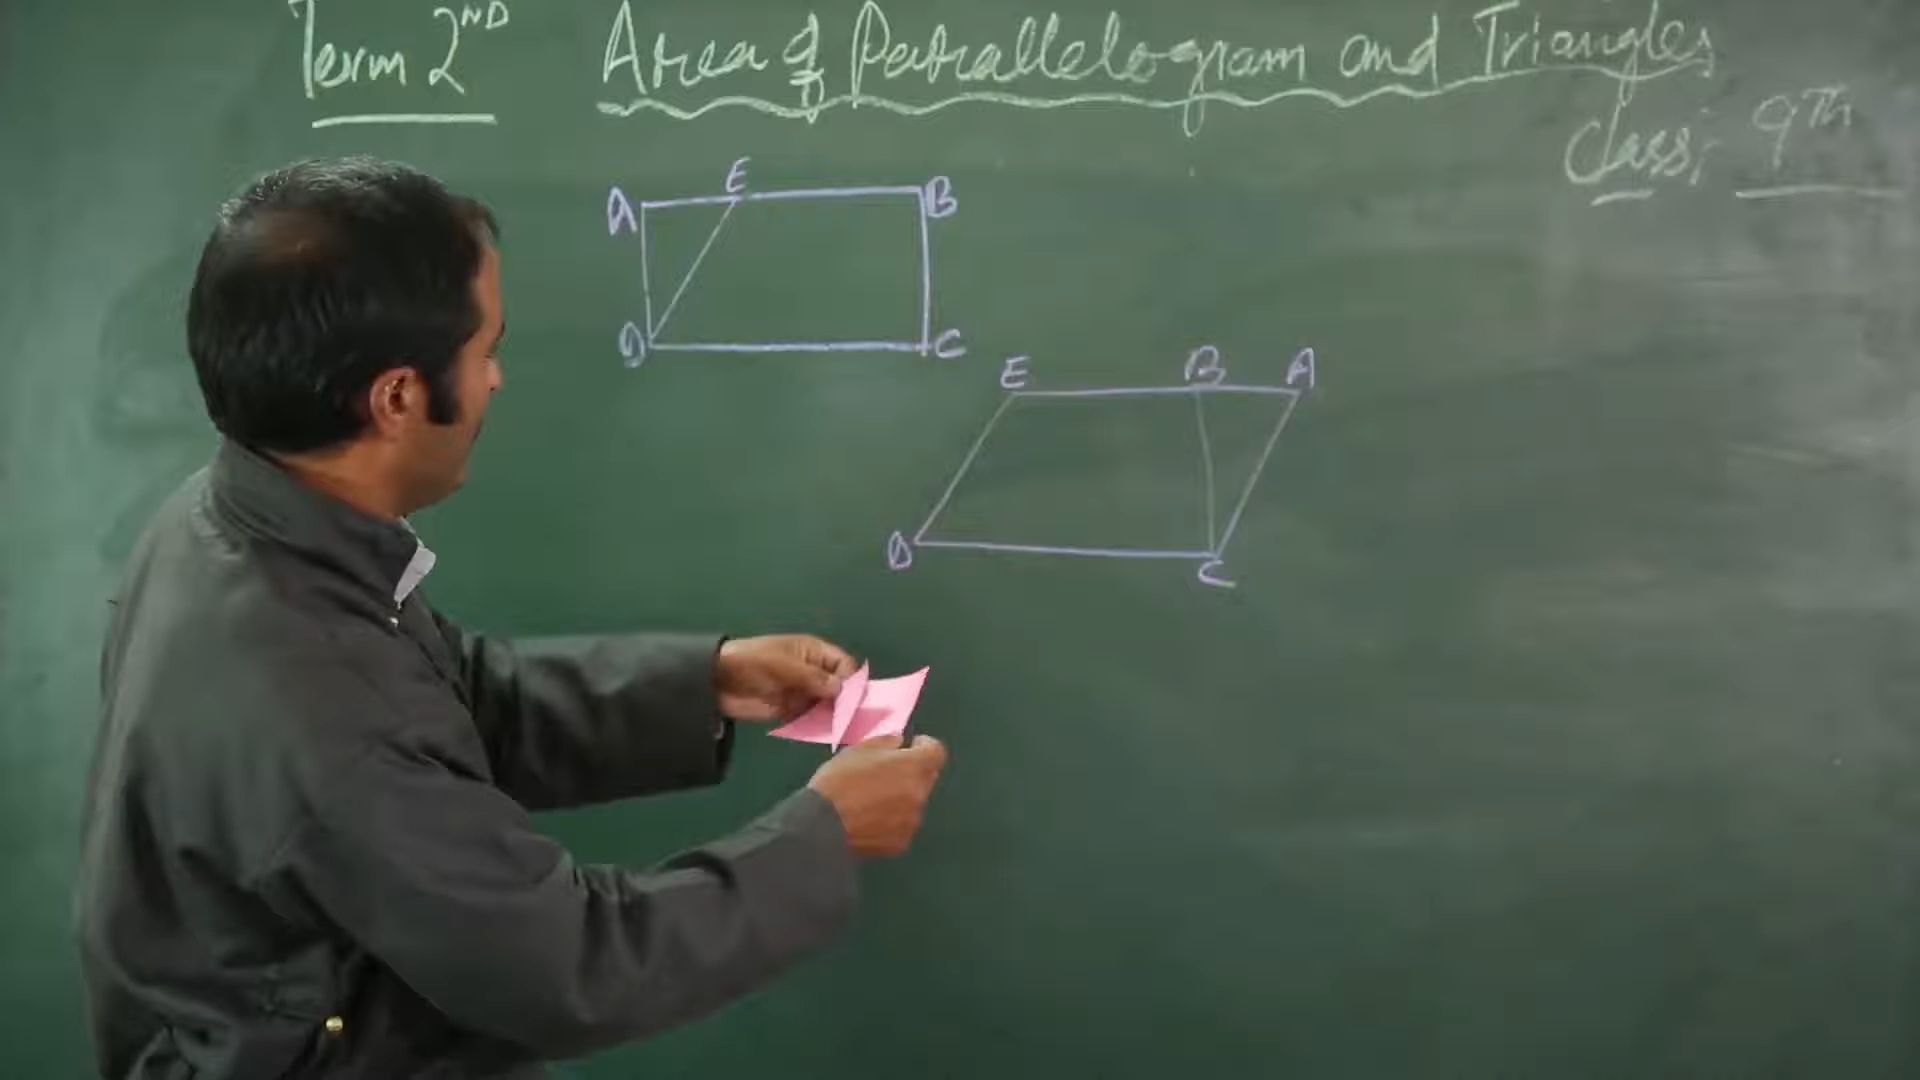 Term 2ND
Area of Parallelogram and Triangles
Class; 9Th
A E B
D C
E B A
D C